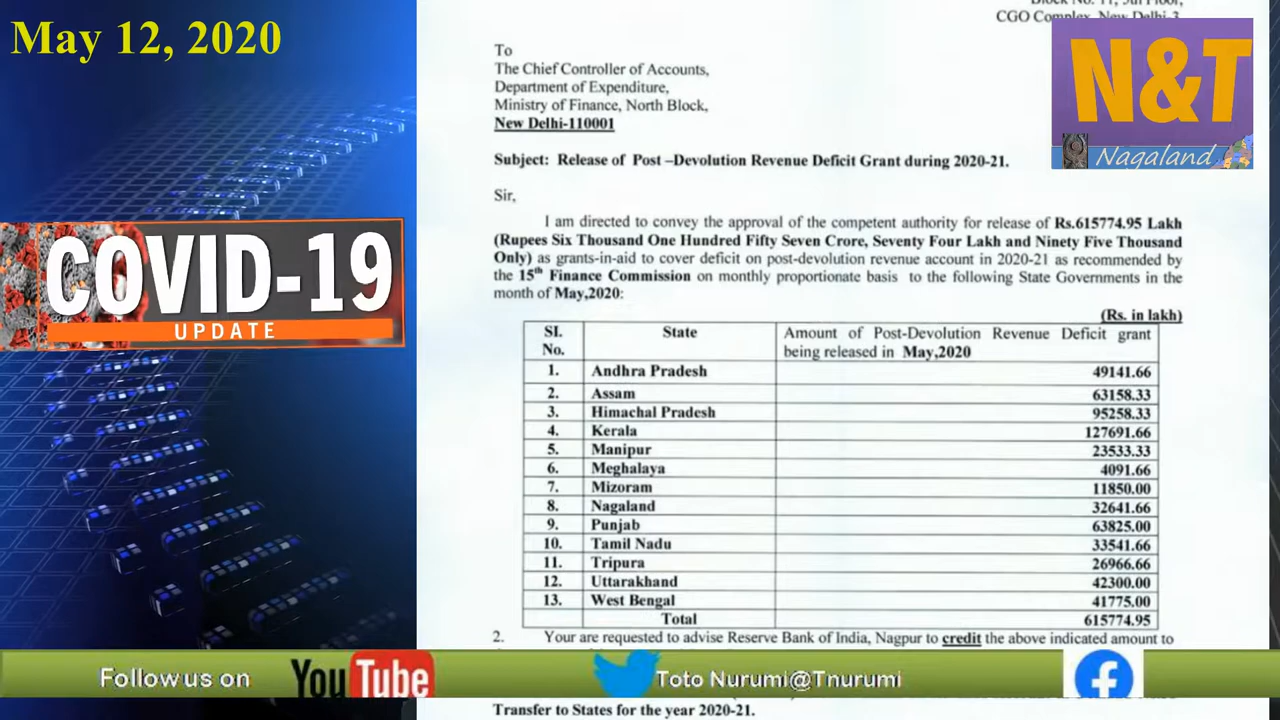 May 12, 2020
COVID-19
UPDATE
N&T
Nagaland
CGO Complex, New Delhi-3
To
The Chief Controller of Accounts,
Department of Expenditure,
Ministry of Finance, North Block,
New Delhi-110001
Subject: Release of Post –Devolution Revenue Deficit Grant during 2020-21.
Sir,
I am directed to convey the approval of the competent authority for release of Rs.615774.95 Lakh
(Rupees Six Thousand One Hundred Fifty Seven Crore, Seventy Four Lakh and Ninety Five Thousand
Only) as grants-in-aid to cover deficit on post-devolution revenue account in 2020-21 as recommended by
the 15th Finance Commission on monthly proportionate basis to the following State Governments in the
month of May,2020:
(Rs. in lakh)
SI. No. State Amount of Post-Devolution Revenue Deficit grant
being released in May,2020
1. Andhra Pradesh 49141.66
2. Assam 63158.33
3. Himachal Pradesh 95258.33
4. Kerala 127691.66
5. Manipur 23533.33
6. Meghalaya 4091.66
7. Mizoram 11850.00
8. Nagaland 32641.66
9. Punjab 63825.00
10. Tamil Nadu 33541.66
11. Tripura 26966.66
12. Uttarakhand 42300.00
13. West Bengal 41775.00
Total 615774.95
2. Your are requested to advise Reserve Bank of India, Nagpur to credit the above indicated amount to
Follow us on YouTube Toto Nurumi@Tnurumi f
Transfer to States for the year 2020-21.